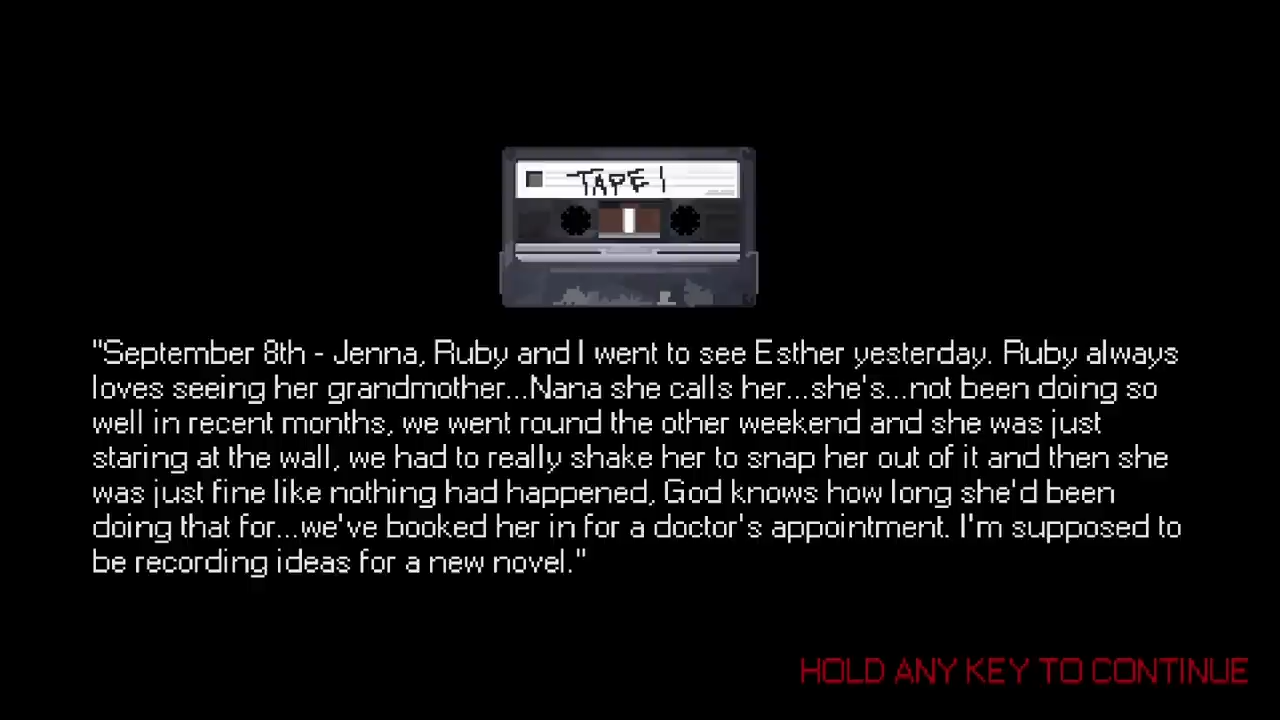 TAPE 1
"September 8th - Jenna, Ruby and I went to see Esther yesterday. Ruby always
loves seeing her grandmother...Nana she calls her...she's...not been doing so
well in recent months, we went round the other weekend and she was just
staring at the wall, we had to really shake her to snap her out of it and then she
was just fine like nothing had happened, God knows how long she'd been
doing that for...we've booked her in for a doctor's appointment. I'm supposed to
be recording ideas for a new novel."
HOLD ANY KEY TO CONTINUE